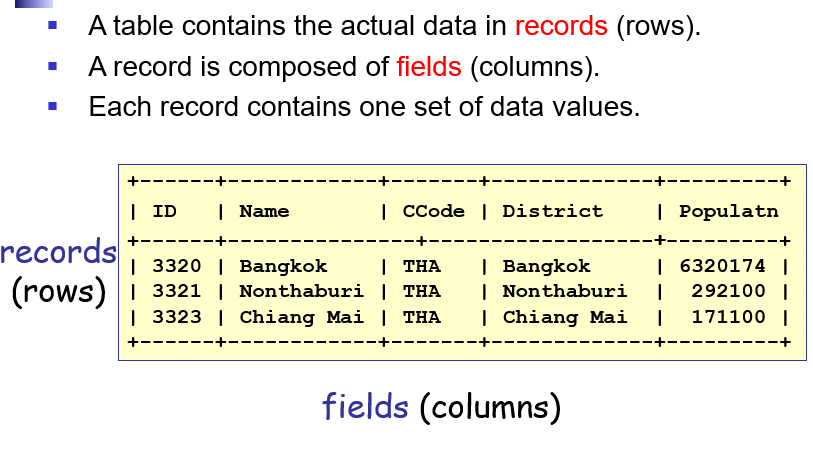 A table contains the actual data in records (rows).
A record is composed of fields (columns).
Each record contains one set of data values.
+------+------------+-------+-------------+---------+
| ID | Name | CCode | District | Populatn
+------+---------------+------------------+---------+
records
(rows)
| 3320 | Bangkok | THA | Bangkok | 6320174 |
| 3321 | Nonthaburi | THA | Nonthaburi | 292100 |
| 3323 | Chiang Mai | THA | Chiang Mai | 171100 |
+------+------------+-------+-------------+---------+
fields (columns)